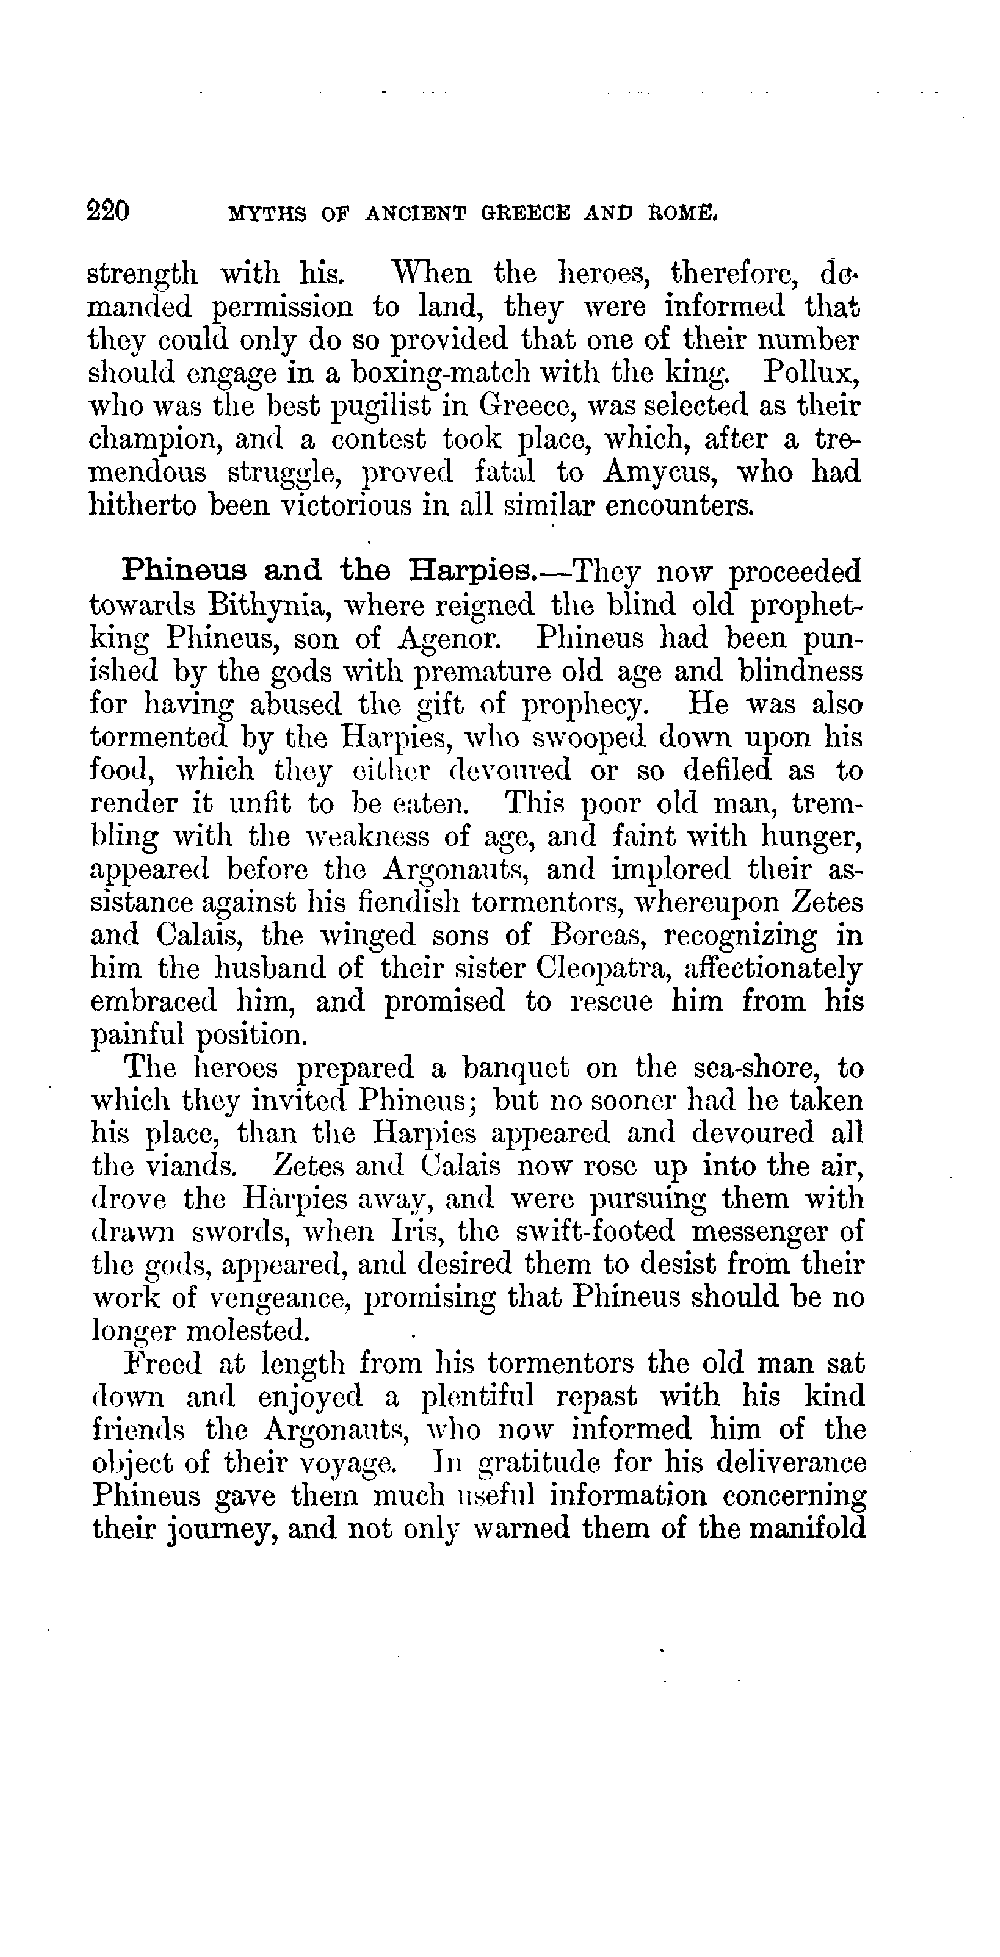 220 MYTHS OF ANCIENT GREECE AND ROME.
strength with his. When the heroes, therefore, de-
manded permission to land, they were informed that
they could only do so provided that one of their number
should engage in a boxing-match with the king. Pollux,
who was the best pugilist in Greece, was selected as their
champion, and a contest took place, which, after a tre-
mendous struggle, proved fatal to Amycus, who had
hitherto been victorious in all similar encounters.
Phineus and the Harpies.—They now proceeded
towards Bithynia, where reigned the blind old prophet-
king Phineus, son of Agenor. Phineus had been pun-
ished by the gods with premature old age and blindness
for having abused the gift of prophecy. He was also
tormented by the Harpies, who swooped down upon his
food, which they either devoured or so defiled as to
render it unfit to be eaten. This poor old man, trem-
bling with the weakness of age, and faint with hunger,
appeared before the Argonauts, and implored their as-
sistance against his fiendish tormentors, whereupon Zetes
and Calais, the winged sons of Boreas, recognizing in
him the husband of their sister Cleopatra, affectionately
embraced him, and promised to rescue him from his
painful position.
The heroes prepared a banquet on the sea-shore, to
which they invited Phineus; but no sooner had he taken
his place, than the Harpies appeared and devoured all
the viands. Zetes and Calais now rose up into the air,
drove the Harpies away, and were pursuing them with
drawn swords, when Iris, the swift-footed messenger of
the gods, appeared, and desired them to desist from their
work of vengeance, promising that Phineus should be no
longer molested.
Freed at length from his tormentors the old man sat
down and enjoyed a plentiful repast with his kind
friends the Argonauts, who now informed him of the
object of their voyage. In gratitude for his deliverance
Phineus gave them much useful information concerning
their journey, and not only warned them of the manifold